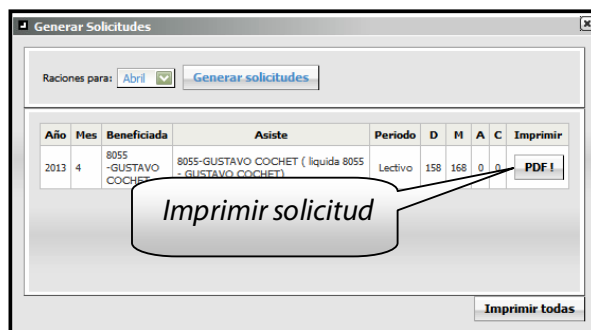 Generar Solicitudes
Raciones para: Abril Generar solicitudes
Año Mes Beneficiada Asiste Periodo D M A C Imprimir
2013 4 8055 -GUSTAVO COCHET 8055-GUSTAVO COCHET ( liquida 8055 - GUSTAVO COCHET) Lectivo 158 168 0 0 PDF !
Imprimir solicitud
Imprimir todas